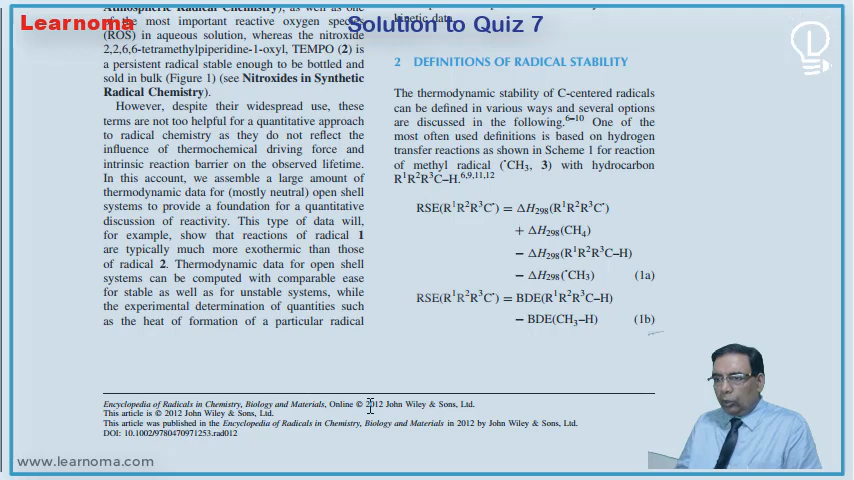 Learnoma
Solution to Quiz 7
Atmospheric Radical Chemistry), as well as one
of the most important reactive oxygen species
(ROS) in aqueous solution, whereas the nitroxide
2,2,6,6-tetramethylpiperidine-1-oxyl, TEMPO (2) is
a persistent radical stable enough to be bottled and
sold in bulk (Figure 1) (see Nitroxides in Synthetic
Radical Chemistry).
However, despite their widespread use, these
terms are not too helpful for a quantitative approach
to radical chemistry as they do not reflect the
influence of thermochemical driving force and
intrinsic reaction barrier on the observed lifetime.
In this account, we assemble a large amount of
thermodynamic data for (mostly neutral) open shell
systems to provide a foundation for a quantitative
discussion of reactivity. This type of data will,
for example, show that reactions of radical 1
are typically much more exothermic than those
of radical 2. Thermodynamic data for open shell
systems can be computed with comparable ease
for stable as well as for unstable systems, while
the experimental determination of quantities such
as the heat of formation of a particular radical
kinetic data.
2 DEFINITIONS OF RADICAL STABILITY
The thermodynamic stability of C-centered radicals
can be defined in various ways and several options
are discussed in the following.6–10 One of the
most often used definitions is based on hydrogen
transfer reactions as shown in Scheme 1 for reaction
of methyl radical (•CH3, 3) with hydrocarbon
R1R2R3C–H.6,9,11,12
RSE(R1R2R3C•) = ΔH298(R1R2R3C•)
+ ΔH298(CH4)
− ΔH298(R1R2R3C–H)
− ΔH298(•CH3) (1a)
RSE(R1R2R3C•) = BDE(R1R2R3C–H)
− BDE(CH3–H) (1b)
Encyclopedia of Radicals in Chemistry, Biology and Materials, Online © 2012 John Wiley & Sons, Ltd.
This article is © 2012 John Wiley & Sons, Ltd.
This article was published in the Encyclopedia of Radicals in Chemistry, Biology and Materials in 2012 by John Wiley & Sons, Ltd.
DOI: 10.1002/9780470971253.rad012
www.learnoma.com